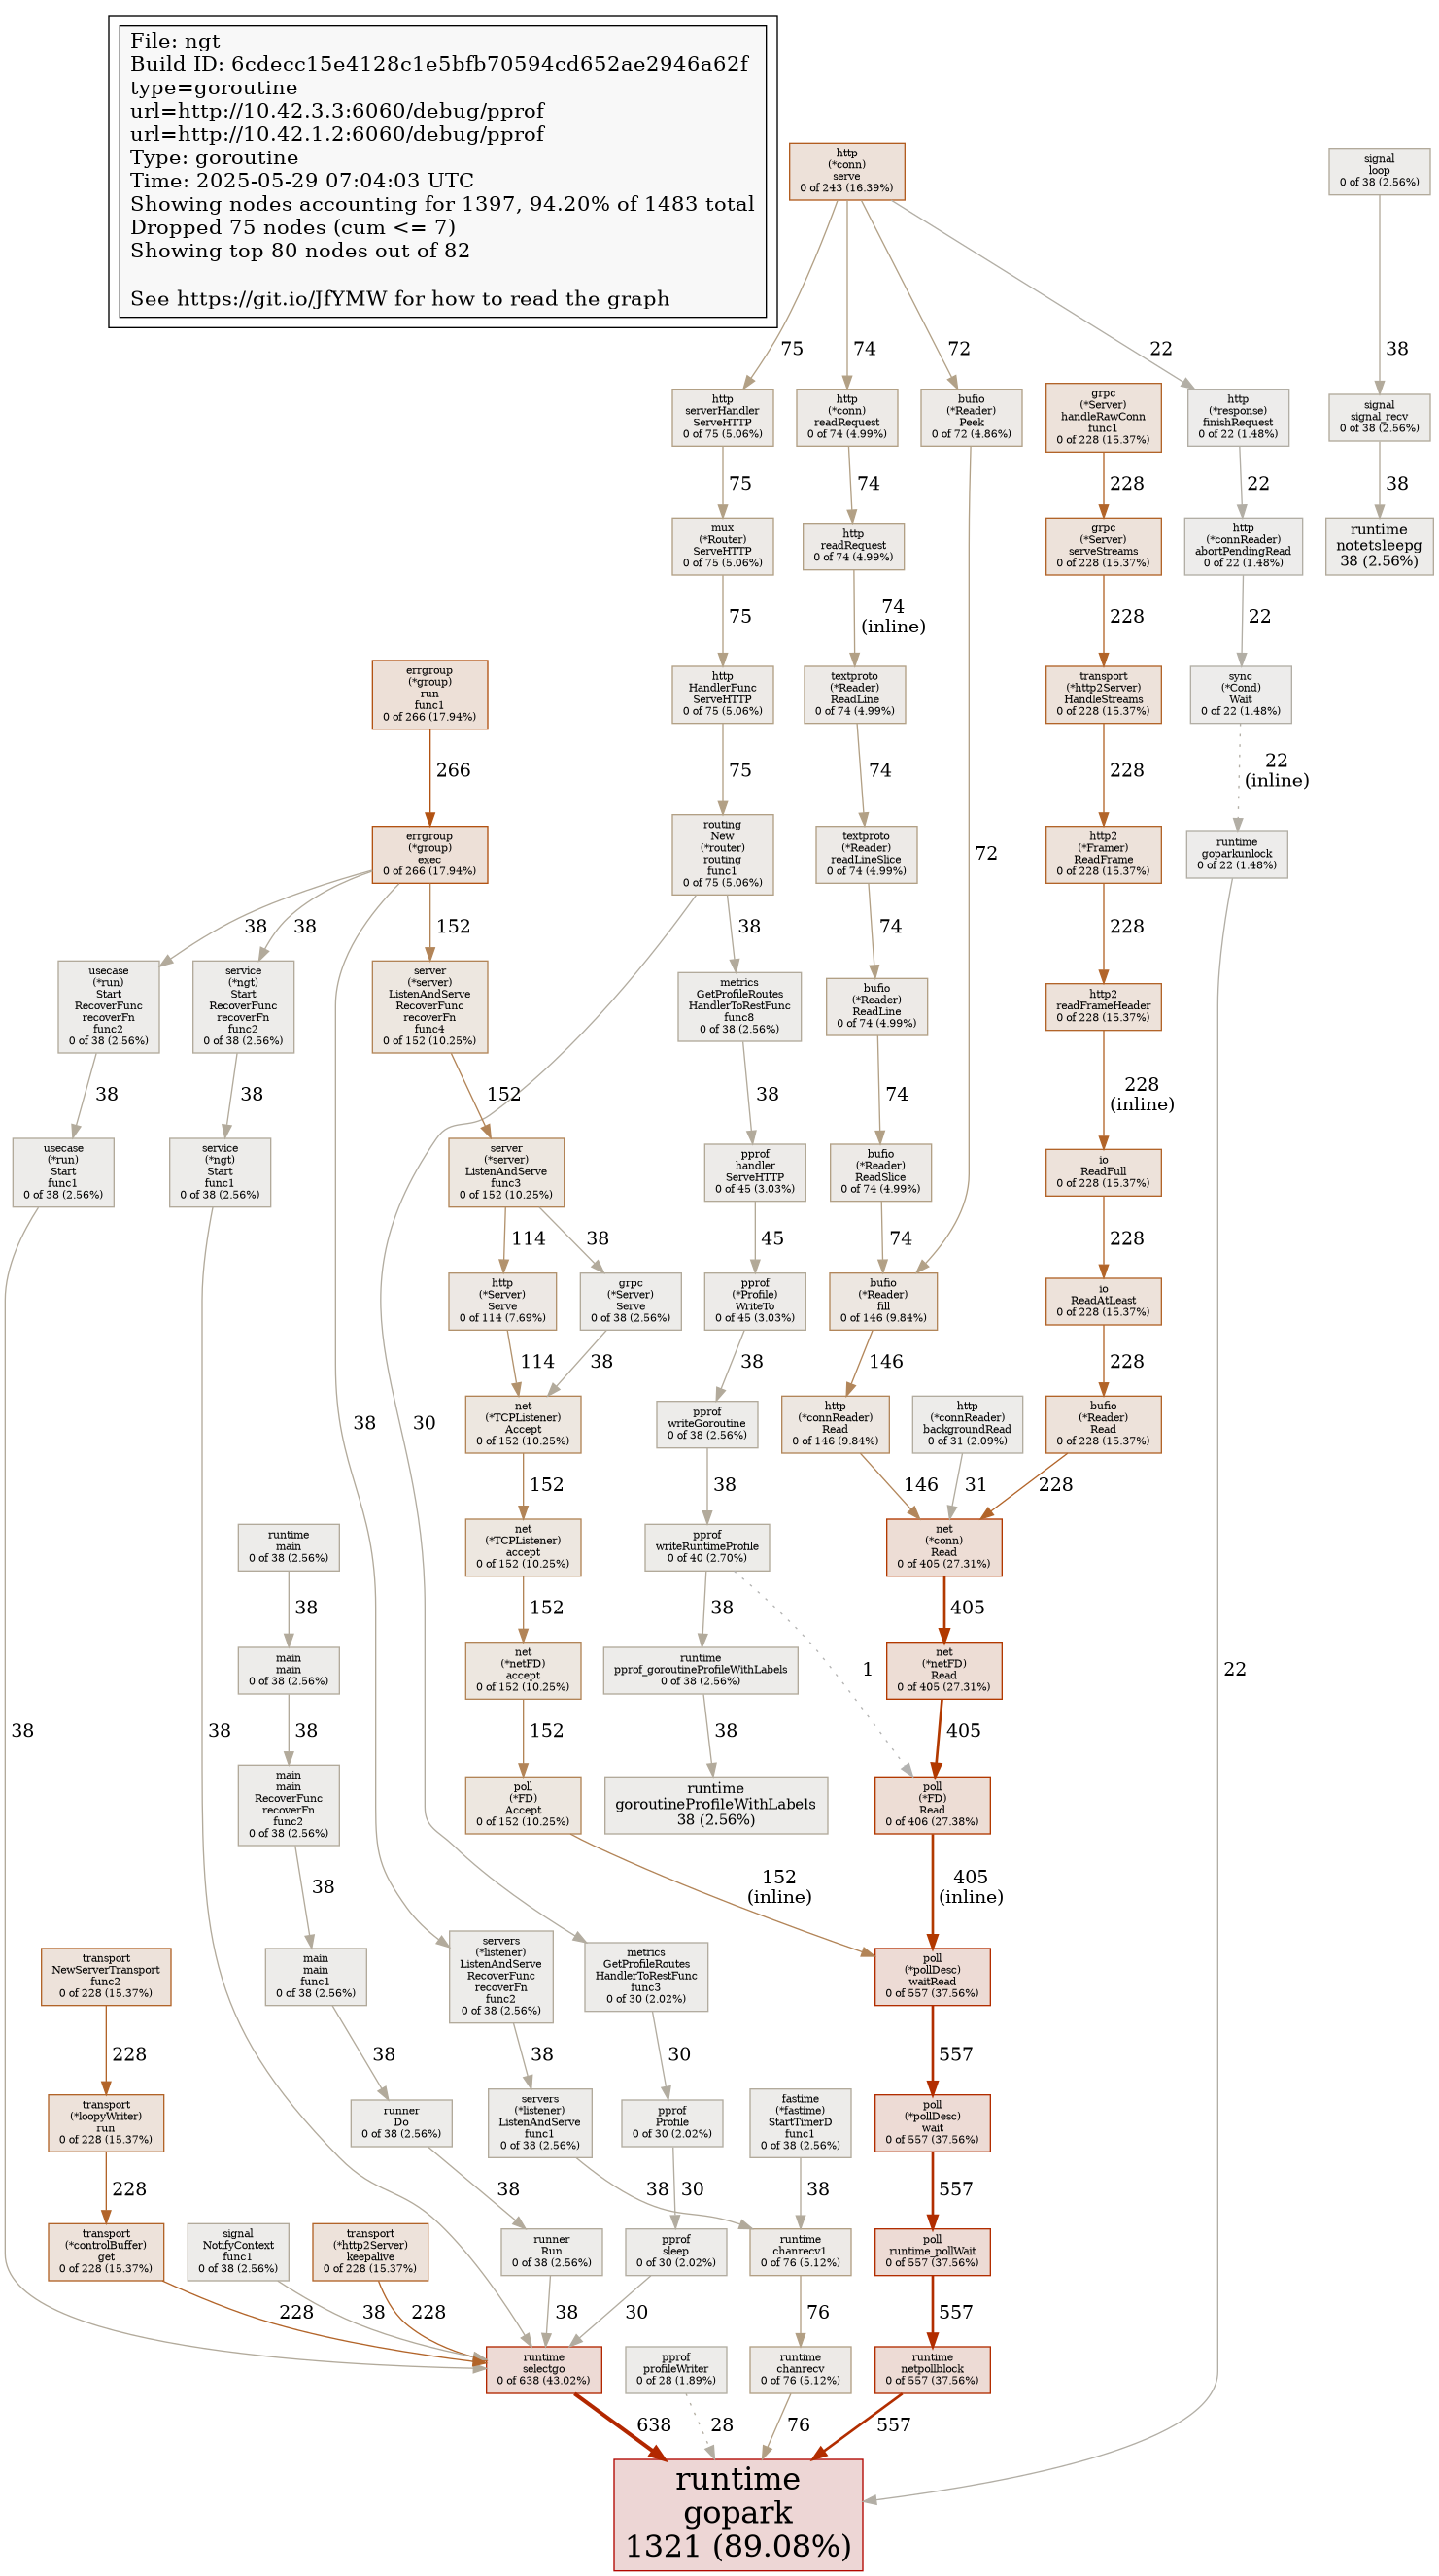 File: ngt
Build ID: 6cdecc15e4128c1e5bfb70594cd652ae2946a62f
type=goroutine
url=http://10.42.3.3:6060/debug/pprof
url=http://10.42.1.2:6060/debug/pprof
Type: goroutine
Time: 2025-05-29 07:04:03 UTC
Showing nodes accounting for 1397, 94.20% of 1483 total
Dropped 75 nodes (cum <= 7)
Showing top 80 nodes out of 82
See https://git.io/JfYMW for how to read the graph
http
(*conn)
serve
0 of 243 (16.39%)
signal
loop
0 of 38 (2.56%)
75
74
72
22
38
http
serverHandler
ServeHTTP
0 of 75 (5.06%)
http
(*conn)
readRequest
0 of 74 (4.99%)
bufio
(*Reader)
Peek
0 of 72 (4.86%)
grpc
(*Server)
handleRawConn
func1
0 of 228 (15.37%)
http
(*response)
finishRequest
0 of 22 (1.48%)
signal
signal_recv
0 of 38 (2.56%)
75
74
228
22
38
mux
(*Router)
ServeHTTP
0 of 75 (5.06%)
http
readRequest
0 of 74 (4.99%)
grpc
(*Server)
serveStreams
0 of 228 (15.37%)
http
(*connReader)
abortPendingRead
0 of 22 (1.48%)
runtime
notetsleepg
38 (2.56%)
75
74
(inline)
228
22
errgroup
(*group)
run
func1
0 of 266 (17.94%)
http
HandlerFunc
ServeHTTP
0 of 75 (5.06%)
textproto
(*Reader)
ReadLine
0 of 74 (4.99%)
transport
(*http2Server)
HandleStreams
0 of 228 (15.37%)
sync
(*Cond)
Wait
0 of 22 (1.48%)
266
75
74
228
22
(inline)
errgroup
(*group)
exec
0 of 266 (17.94%)
routing
New
(*router)
routing
func1
0 of 75 (5.06%)
textproto
(*Reader)
readLineSlice
0 of 74 (4.99%)
72
http2
(*Framer)
ReadFrame
0 of 228 (15.37%)
runtime
goparkunlock
0 of 22 (1.48%)
38
38
152
38
74
228
usecase
(*run)
Start
RecoverFunc
recoverFn
func2
0 of 38 (2.56%)
service
(*ngt)
Start
RecoverFunc
recoverFn
func2
0 of 38 (2.56%)
server
(*server)
ListenAndServe
RecoverFunc
recoverFn
func4
0 of 152 (10.25%)
metrics
GetProfileRoutes
HandlerToRestFunc
func8
0 of 38 (2.56%)
bufio
(*Reader)
ReadLine
0 of 74 (4.99%)
http2
readFrameHeader
0 of 228 (15.37%)
38
38
152
38
74
228
(inline)
usecase
(*run)
Start
func1
0 of 38 (2.56%)
service
(*ngt)
Start
func1
0 of 38 (2.56%)
server
(*server)
ListenAndServe
func3
0 of 152 (10.25%)
pprof
handler
ServeHTTP
0 of 45 (3.03%)
bufio
(*Reader)
ReadSlice
0 of 74 (4.99%)
io
ReadFull
0 of 228 (15.37%)
114
38
45
74
228
http
(*Server)
Serve
0 of 114 (7.69%)
grpc
(*Server)
Serve
0 of 38 (2.56%)
pprof
(*Profile)
WriteTo
0 of 45 (3.03%)
bufio
(*Reader)
fill
0 of 146 (9.84%)
io
ReadAtLeast
0 of 228 (15.37%)
114
38
38
146
228
38
30
net
(*TCPListener)
Accept
0 of 152 (10.25%)
pprof
writeGoroutine
0 of 38 (2.56%)
http
(*connReader)
Read
0 of 146 (9.84%)
http
(*connReader)
backgroundRead
0 of 31 (2.09%)
bufio
(*Reader)
Read
0 of 228 (15.37%)
152
38
146
31
228
runtime
main
0 of 38 (2.56%)
net
(*TCPListener)
accept
0 of 152 (10.25%)
pprof
writeRuntimeProfile
0 of 40 (2.70%)
net
(*conn)
Read
0 of 405 (27.31%)
38
152
38
405
main
main
0 of 38 (2.56%)
net
(*netFD)
accept
0 of 152 (10.25%)
runtime
pprof_goroutineProfileWithLabels
0 of 38 (2.56%)
1
net
(*netFD)
Read
0 of 405 (27.31%)
22
38
38
38
152
38
405
main
main
RecoverFunc
recoverFn
func2
0 of 38 (2.56%)
poll
(*FD)
Accept
0 of 152 (10.25%)
runtime
goroutineProfileWithLabels
38 (2.56%)
poll
(*FD)
Read
0 of 406 (27.38%)
38
152
(inline)
405
(inline)
transport
NewServerTransport
func2
0 of 228 (15.37%)
main
main
func1
0 of 38 (2.56%)
servers
(*listener)
ListenAndServe
RecoverFunc
recoverFn
func2
0 of 38 (2.56%)
metrics
GetProfileRoutes
HandlerToRestFunc
func3
0 of 30 (2.02%)
poll
(*pollDesc)
waitRead
0 of 557 (37.56%)
228
38
38
30
557
transport
(*loopyWriter)
run
0 of 228 (15.37%)
runner
Do
0 of 38 (2.56%)
servers
(*listener)
ListenAndServe
func1
0 of 38 (2.56%)
pprof
Profile
0 of 30 (2.02%)
fastime
(*fastime)
StartTimerD
func1
0 of 38 (2.56%)
poll
(*pollDesc)
wait
0 of 557 (37.56%)
228
38
38
30
38
557
transport
(*controlBuffer)
get
0 of 228 (15.37%)
signal
NotifyContext
func1
0 of 38 (2.56%)
transport
(*http2Server)
keepalive
0 of 228 (15.37%)
runner
Run
0 of 38 (2.56%)
pprof
sleep
0 of 30 (2.02%)
runtime
chanrecv1
0 of 76 (5.12%)
poll
runtime_pollWait
0 of 557 (37.56%)
228
38
228
38
30
76
557
runtime
selectgo
0 of 638 (43.02%)
pprof
profileWriter
0 of 28 (1.89%)
runtime
chanrecv
0 of 76 (5.12%)
runtime
netpollblock
0 of 557 (37.56%)
638
28
76
557
runtime
gopark
1321 (89.08%)